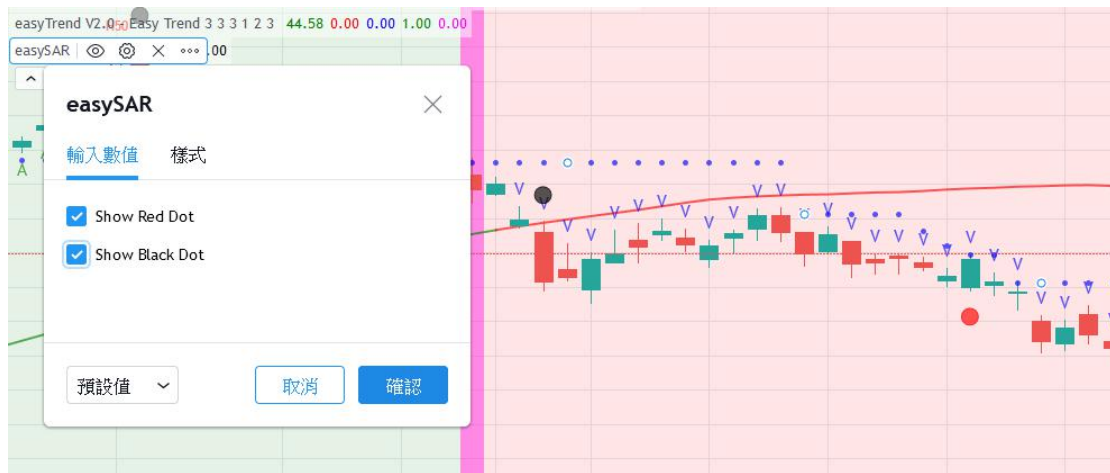 easyTrend V2.0 Easy Trend 3 3 3 1 2 3 44.58 0.00 0.00 1.00 0.00
easySAR .00
easySAR
輸入數值 樣式
Show Red Dot
Show Black Dot
預設值 取消 確認
A
V V V V V V V V V V V V V V V V V V V V V V